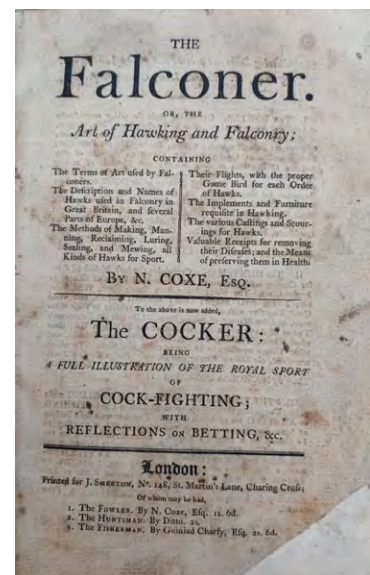 THE
Falconer.
OR, THE
Art of Hawking and Falconry;
CONTAINING
The Terms of Art used by Fal-
coners.
The Description and Names of
Hawks used in Falconry in
Great Britain, and several
Parts of Europe, &c.
The Methods of Making, Man-
ning, Reclaiming, Luring,
Sealing, and Mewing, all
Kinds of Hawks for Sport.
Their Flights, with the proper
Game Bird for each Order
of Hawks.
The Implements and Furniture
requisite in Hawking.
The various Castings and Scour-
ings for Hawks.
Valuable Receipts for removing
their Diseases; and the Means
of preserving them in Health.
BY N. COXE, ESQ.
To the above is now added,
The COCKER:
BEING
A FULL ILLUSTRATION OF THE ROYAL SPORT
OF
COCK-FIGHTING;
WITH
REFLECTIONS ON BETTING, &c.
London:
Printed for J. SMEETON, No. 148, St. Martin's Lane, Charing Cross;
Of whom may be had,
1. The FOWLER. By N. Coxe, Esq. 1s. 6d.
2. The HUNTSMAN. By Ditto. 2s.
3. The FISHERMAN. By Guiniad Charfy, Esq. 2s. 6d.